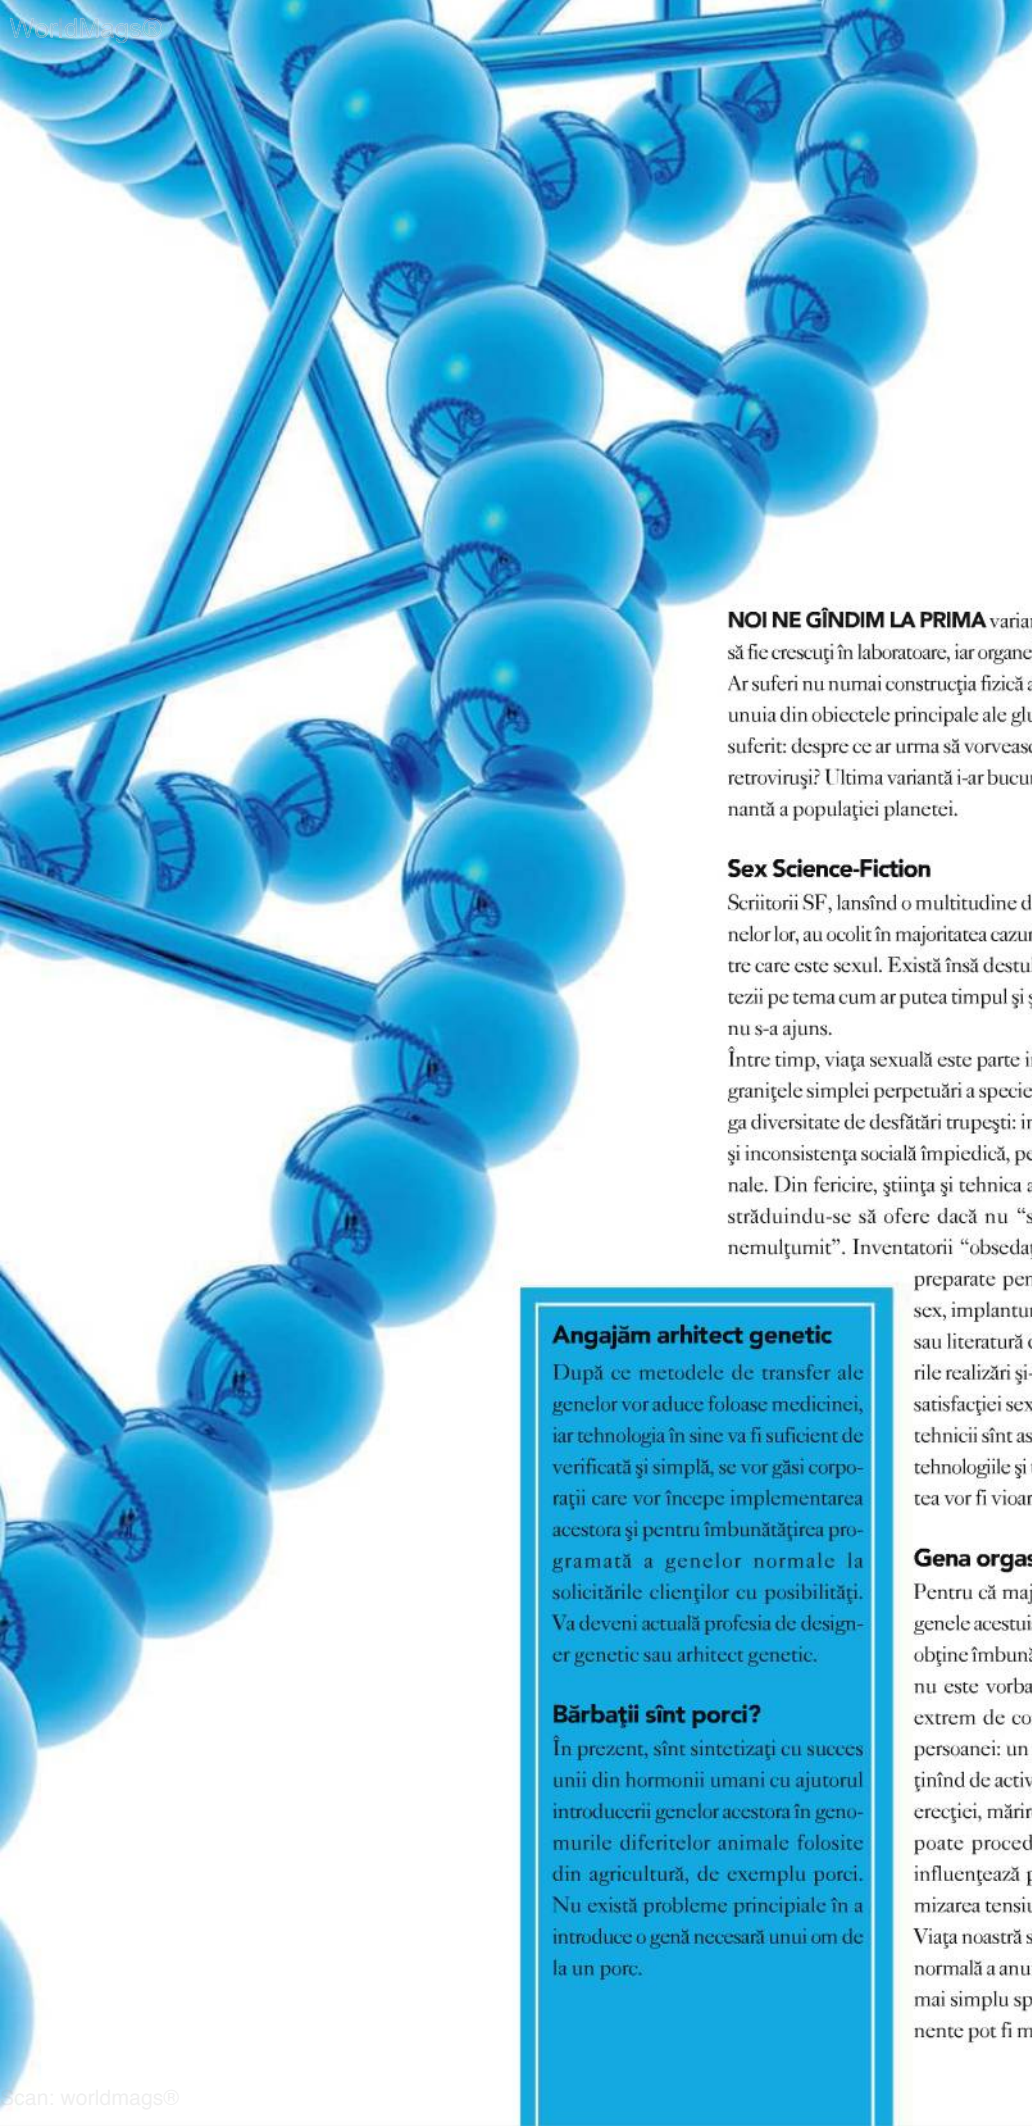 WorldMags®
NOI NE GÎNDIM LA PRIMA
să fie crescuţi în laboratoare, iar organe
Ar suferi nu numai construcţia fizică a
unuia din obiectele principale ale
suferit: despre ce ar urma să
retroviruşi? Ultima variantă i-ar
nantă a populaţiei planetei.
Sex Science-Fiction
Scriitorii SF, lansînd o multitudine
nelor lor, au ocolit în majoritatea
tre care este sexul. Există însă
tezii pe tema cum ar putea timpul şi
nu s-a ajuns.
Între timp, viaţa sexuală este parte
graniţele simplei perpetuări a
ga diversitate de desfătări trupeşti:
şi inconsistenţa socială împiedică,
nale. Din fericire, ştiinţa şi tehnica
străduindu-se să ofere dacă nu
nemulţumit”. Inventatorii
preparate
sex,
sau literatură
rile realizări
satisfacţiei
tehnicii sînt
tehnologiile şi
tea vor fi
Gena
Pentru că
genele
obţine
nu este vorba
extrem de
persoanei: un
ţinînd de
erecţiei,
poate
influenţează
mizarea
Viaţa noastră
normală a
mai simplu
nente pot fi
Angajăm arhitect genetic
După ce metodele de transfer ale
genelor vor aduce foloase medicinei,
iar tehnologia în sine va fi suficient de
verificată şi simplă, se vor găsi corpo-
raţii care vor începe implementarea
acestora şi pentru îmbunătăţirea pro-
gramată a genelor normale la
solicitările clienţilor cu posibilităţi.
Va deveni actuală profesia de design-
er genetic sau arhitect genetic.
Bărbaţii sînt porci?
În prezent, sînt sintetizaţi cu succes
unii din hormonii umani cu ajutorul
introducerii genelor acestora în geno-
murile diferitelor animale folosite
din agricultură, de exemplu porci.
Nu există probleme principiale în a
introduce o genă necesară unui om de
la un porc.
scan: worldmags®